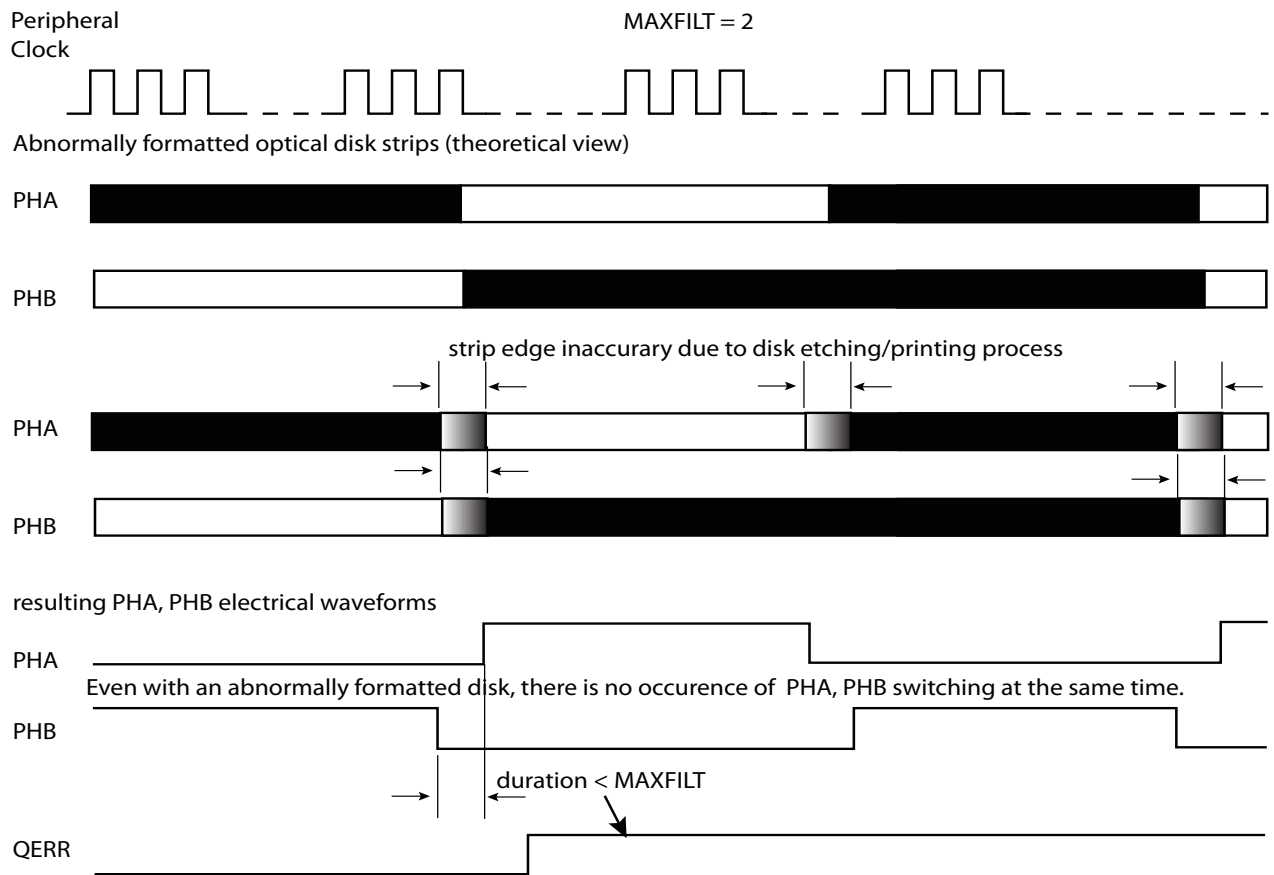 Peripheral
Clock
MAXFILT = 2
Abnormally formatted optical disk strips (theoretical view)
PHA
PHB
strip edge inaccurary due to disk etching/printing process
PHA
PHB
resulting PHA, PHB electrical waveforms
PHA
Even with an abnormally formatted disk, there is no occurence of PHA, PHB switching at the same time.
PHB
duration < MAXFILT
QERR